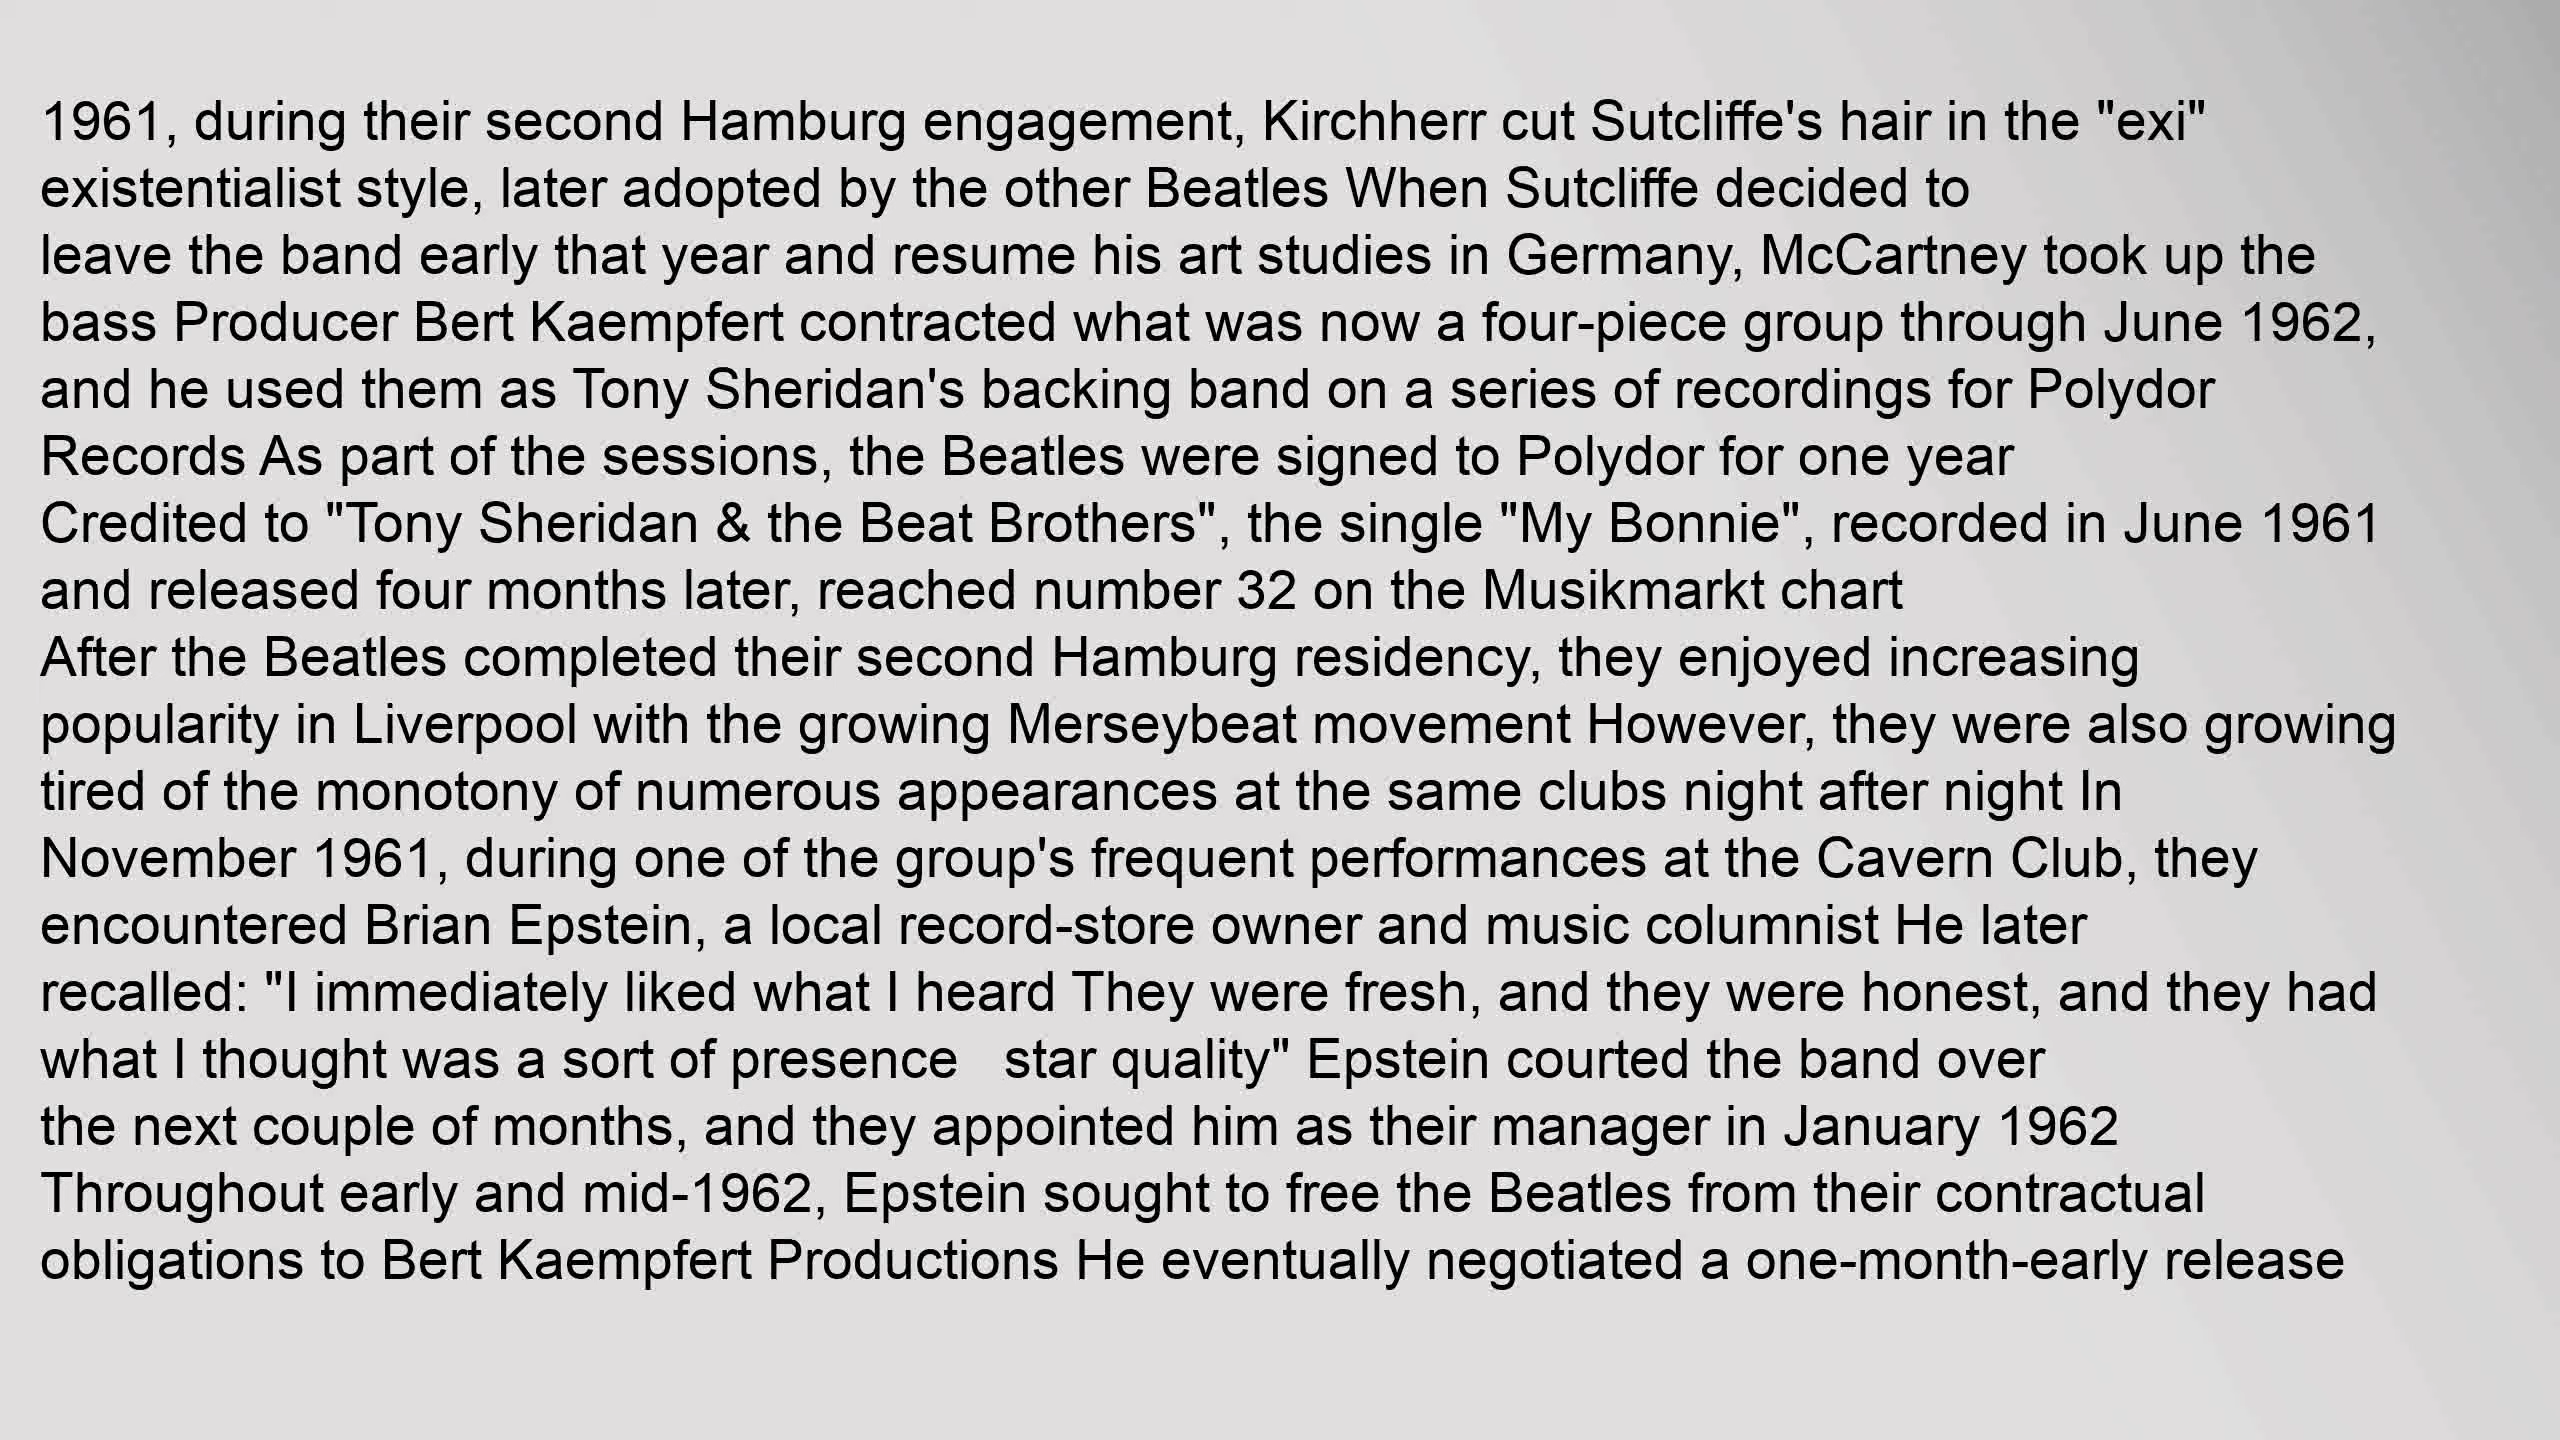 1961, during their second Hamburg engagement, Kirchherr cut Sutcliffe's hair in the "exi"
existentialist style, later adopted by the other Beatles When Sutcliffe decided to
leave the band early that year and resume his art studies in Germany, McCartney took up the
bass Producer Bert Kaempfert contracted what was now a four-piece group through June 1962,
and he used them as Tony Sheridan's backing band on a series of recordings for Polydor
Records As part of the sessions, the Beatles were signed to Polydor for one year
Credited to "Tony Sheridan & the Beat Brothers", the single "My Bonnie", recorded in June 1961
and released four months later, reached number 32 on the Musikmarkt chart
After the Beatles completed their second Hamburg residency, they enjoyed increasing
popularity in Liverpool with the growing Merseybeat movement However, they were also growing
tired of the monotony of numerous appearances at the same clubs night after night In
November 1961, during one of the group's frequent performances at the Cavern Club, they
encountered Brian Epstein, a local record-store owner and music columnist He later
recalled: "I immediately liked what I heard They were fresh, and they were honest, and they had
what I thought was a sort of presence   star quality" Epstein courted the band over
the next couple of months, and they appointed him as their manager in January 1962
Throughout early and mid-1962, Epstein sought to free the Beatles from their contractual
obligations to Bert Kaempfert Productions He eventually negotiated a one-month-early release